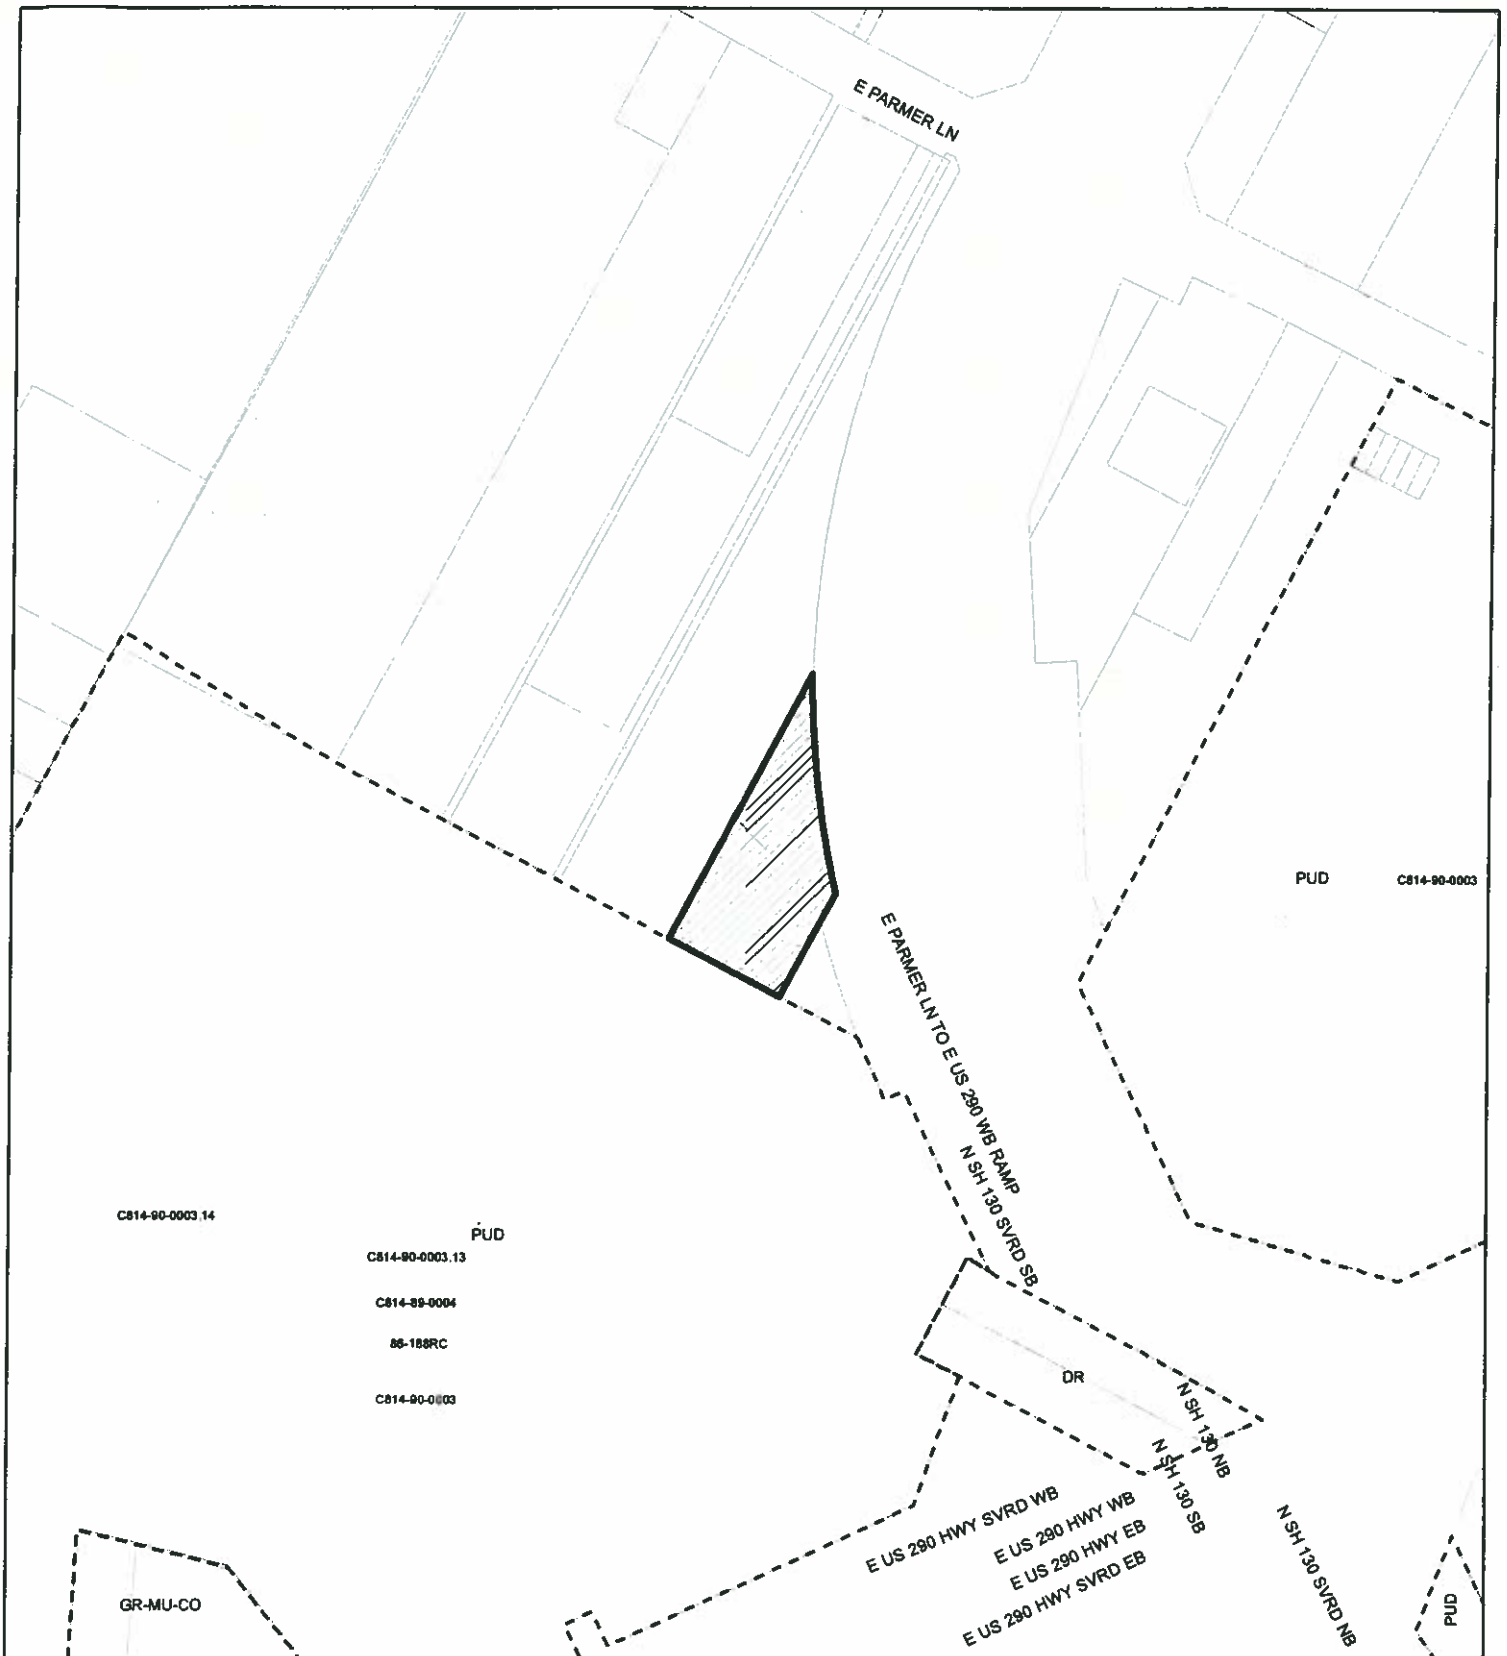 E PARMER LN
PUD
C814-90-0003
E PARMER LN TO E US 290 WB RAMP
N SH 130 SVRD SB
C814-90-0003.14
PUD
C814-90-0003.13
C814-89-0004
86-188RC
C814-90-0003
DR
N SH 130 NB
N SH 130 SB
E US 290 HWY SVRD WB
E US 290 HWY WB
E US 290 HWY EB
E US 290 HWY SVRD EB
N SH 130 SVRD NB
GR-MU-CO
PUD